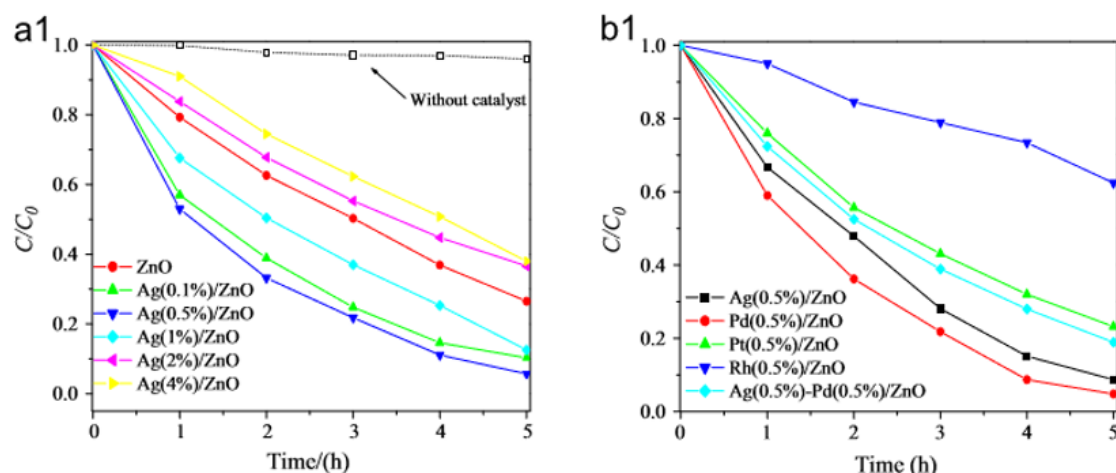 a1
1.0
0.8
0.6
0.4
0.2
0.0
C/C0
Without catalyst
ZnO
Ag(0.1%)/ZnO
Ag(0.5%)/ZnO
Ag(1%)/ZnO
Ag(2%)/ZnO
Ag(4%)/ZnO
0 1 2 3 4 5
Time/(h)
b1
1.0
0.8
0.6
0.4
0.2
0.0
C/C0
Ag(0.5%)/ZnO
Pd(0.5%)/ZnO
Pt(0.5%)/ZnO
Rh(0.5%)/ZnO
Ag(0.5%)-Pd(0.5%)/ZnO
0 1 2 3 4 5
Time (h)